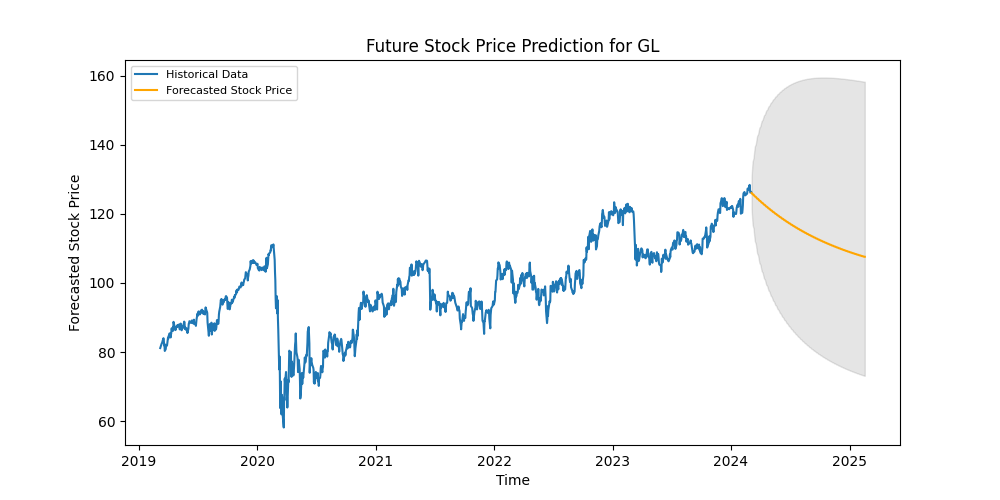 Future Stock Price Prediction for GL
Historical Data
Forecasted Stock Price
160
140
120
100
80
60
Forecasted Stock Price
2019 2020 2021 2022 2023 2024 2025
Time